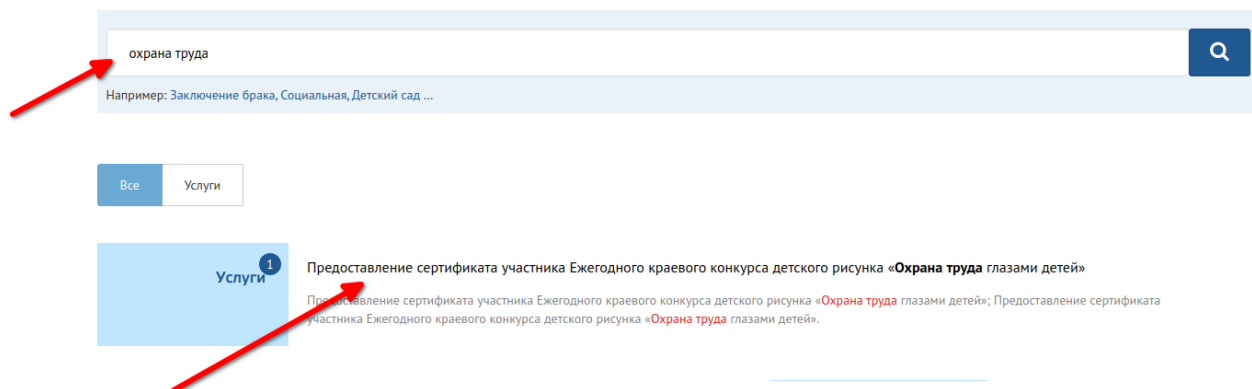 охрана труда
Например: Заключение брака, Социальная, Детский сад ...
Все
Услуги
Услуги
1
Предоставление сертификата участника Ежегодного краевого конкурса детского рисунка «Охрана труда глазами детей»
Предоставление сертификата участника Ежегодного краевого конкурса детского рисунка «Охрана труда глазами детей»; Предоставление сертификата
участника Ежегодного краевого конкурса детского рисунка «Охрана труда глазами детей».